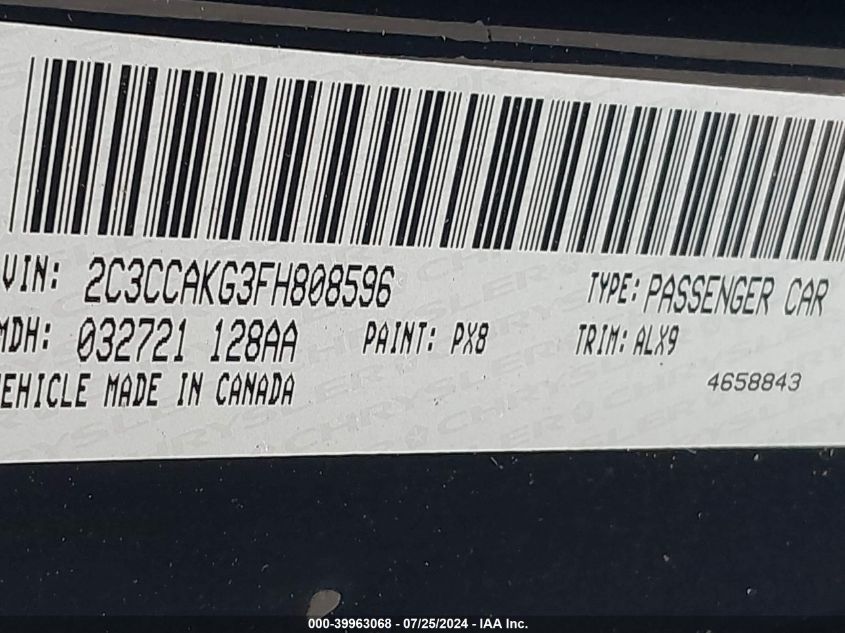 VIN: 2C3CCAKG3FH808596 TYPE: PASSENGER CAR
MDH: 032721 128AA PAINT: PX8 TRIM: ALX9
VEHICLE MADE IN CANADA 4658843
000-39963068 - 07/25/2024 - IAA Inc.